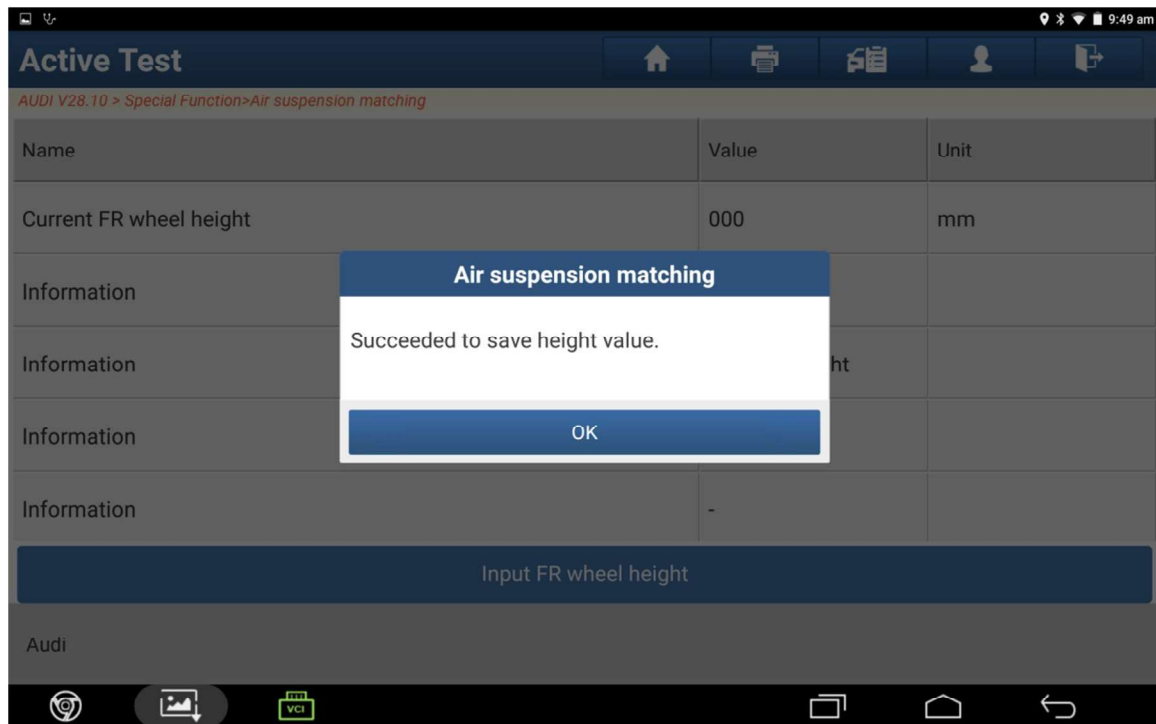 9:49 am
Active Test
AUDI V28.10 > Special Function>Air suspension matching
Name Value Unit
Current FR wheel height 000 mm
Air suspension matching
Information
Succeeded to save height value.
Information ht
OK
Information
Information -
Input FR wheel height
Audi
VCI